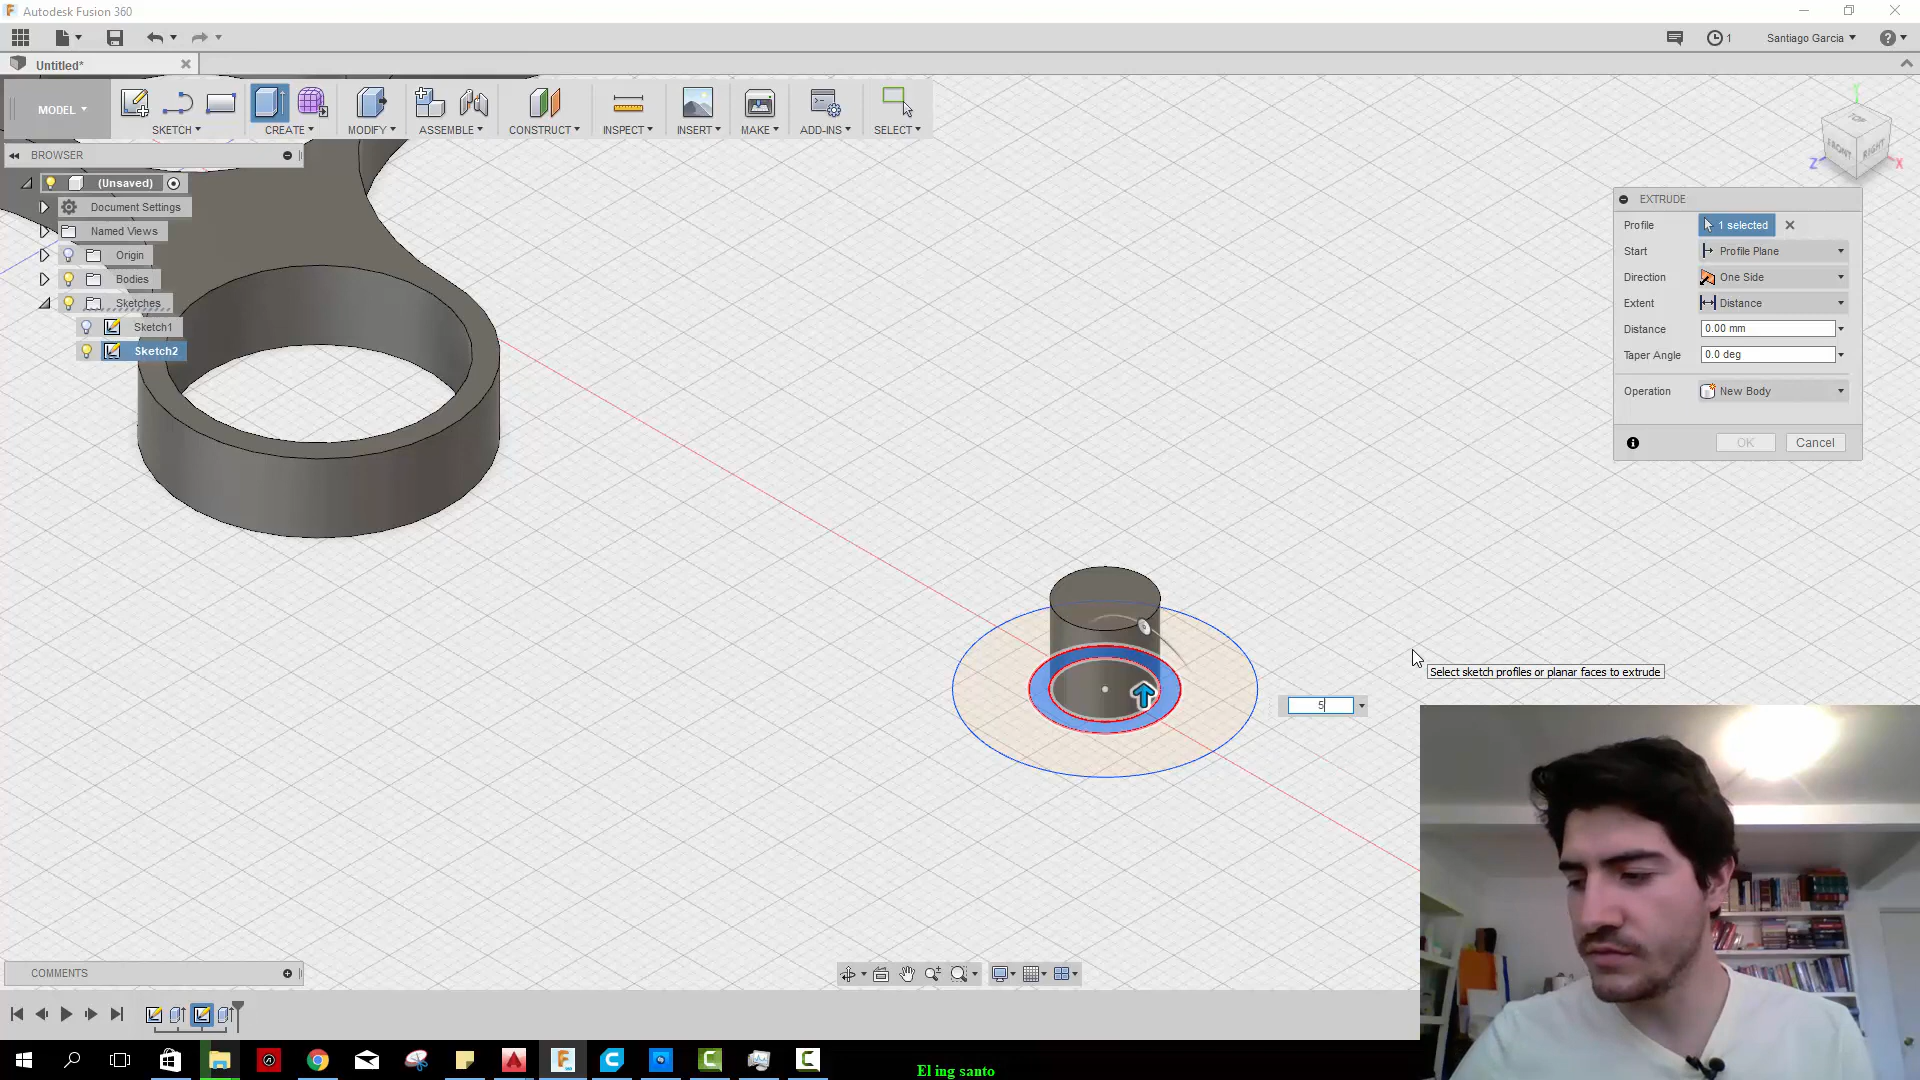 Autodesk Fusion 360
1
Santiago Garcia
Untitled*
MODEL
SKETCH
CREATE
MODIFY
ASSEMBLE
CONSTRUCT
INSPECT
INSERT
MAKE
ADD-INS
SELECT
BROWSER
(Unsaved)
Document Settings
Named Views
Origin
Bodies
Sketches
Sketch1
Sketch2
Y
FRONT
RIGHT
Z
X
EXTRUDE
Profile
1 selected
Start
Profile Plane
Direction
One Side
Extent
Distance
Distance
0.00 mm
Taper Angle
0.0 deg
Operation
New Body
OK
Cancel
Select sketch profiles or planar faces to extrude
5
COMMENTS
El ing santo